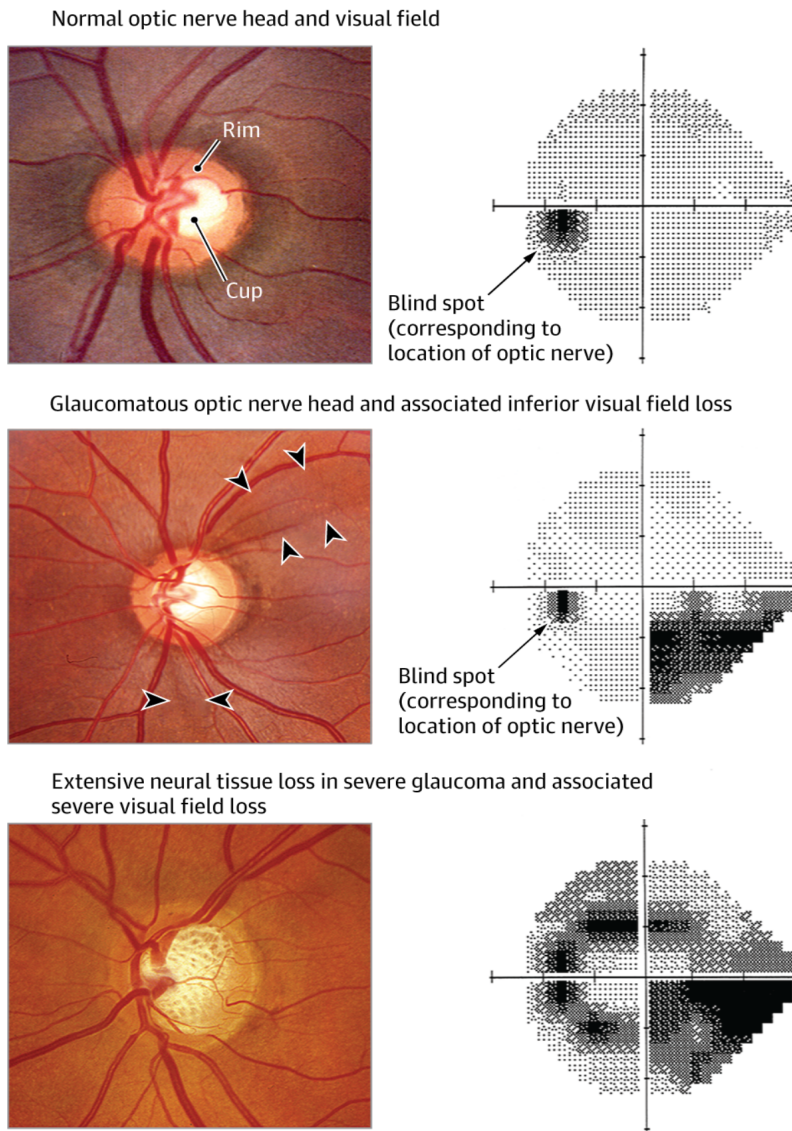 Normal optic nerve head and visual field
Rim
Cup
Blind spot
(corresponding to
location of optic nerve)
Glaucomatous optic nerve head and associated inferior visual field loss
Blind spot
(corresponding to
location of optic nerve)
Extensive neural tissue loss in severe glaucoma and associated
severe visual field loss